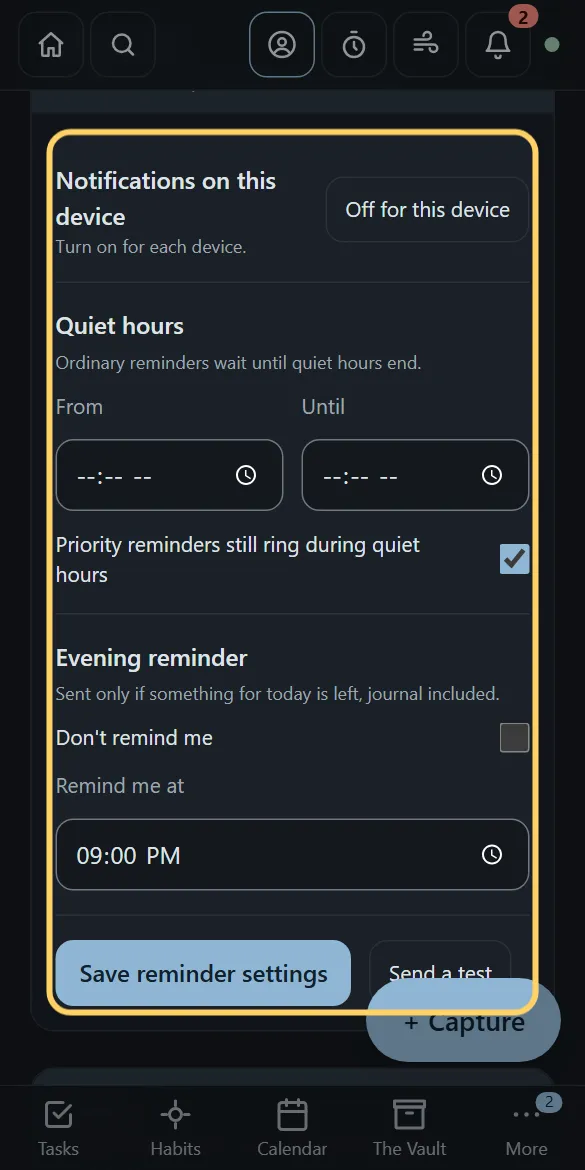 2
Notifications on this
device
Off for this device
Turn on for each device.
Quiet hours
Ordinary reminders wait until quiet hours end.
From
Until
--:-- --
--:-- --
Priority reminders still ring during quiet
hours
Evening reminder
Sent only if something for today is left, journal included.
Don't remind me
Remind me at
09:00 PM
Save reminder settings
Send a test
+ Capture
2
Tasks
Habits
Calendar
The Vault
More